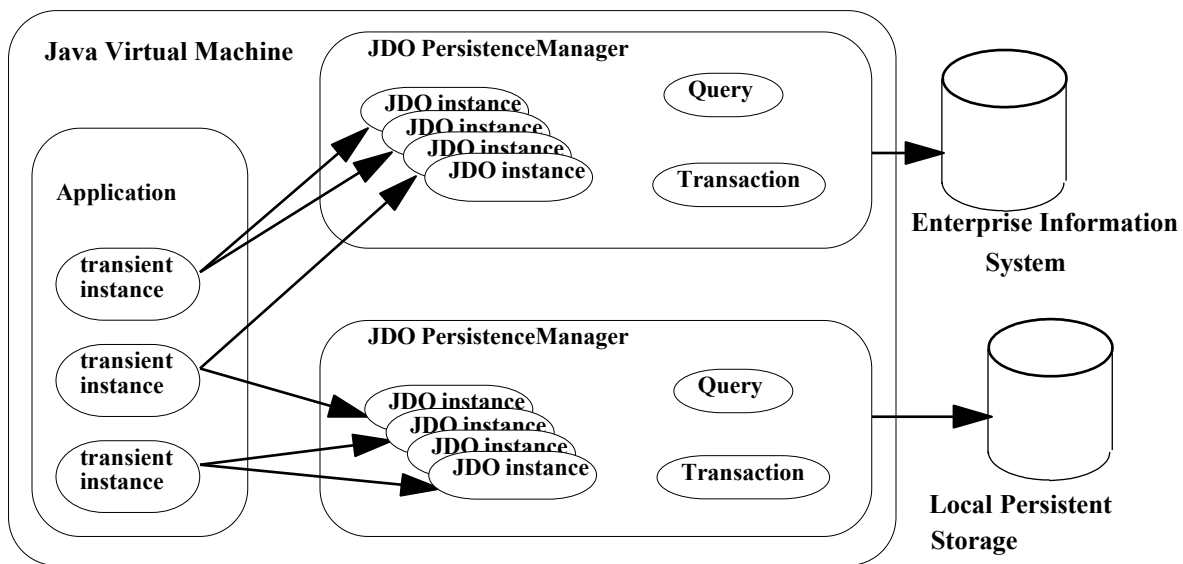 Java Virtual Machine
Application
transient
instance
transient
instance
transient
instance
JDO PersistenceManager
JDO instance
JDO instance
JDO instance
JDO instance
Query
Transaction
JDO PersistenceManager
JDO instance
JDO instance
JDO instance
JDO instance
Query
Transaction
Enterprise Information
System
Local Persistent
Storage